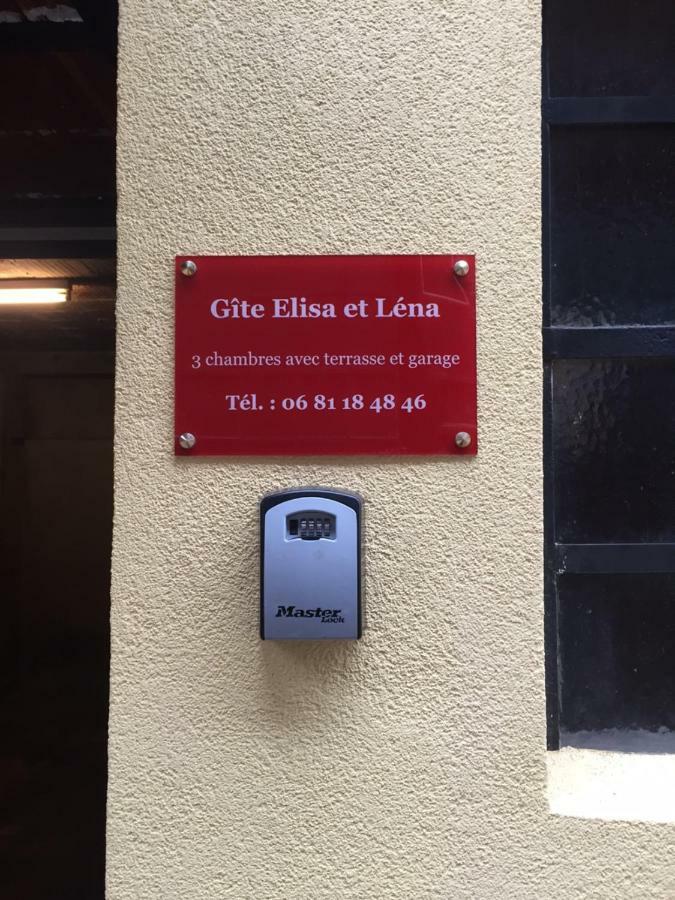 Gîte Elisa et Léna
3 chambres avec terrasse et garage
Tél. : 06 81 18 48 46
Master
Lock